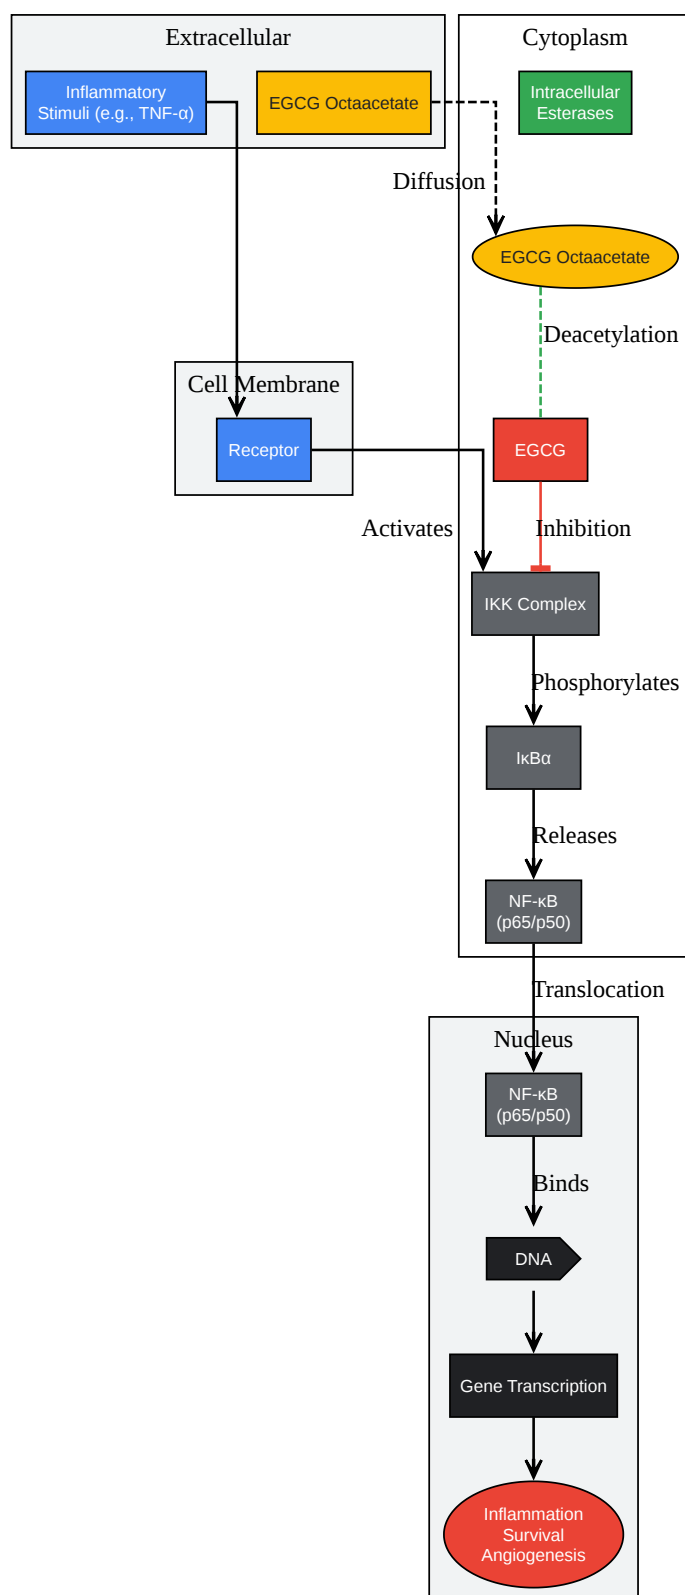 Extracellular
Cytoplasm
Inflammatory
Stimuli (e.g., TNF-α)
EGCG Octaacetate
Intracellular
Esterases
Diffusion
EGCG Octaacetate
Deacetylation
Cell Membrane
Receptor
EGCG
Activates
Inhibition
IKK Complex
Phosphorylates
IκBα
Releases
NF-κB
(p65/p50)
Translocation
Nucleus
NF-κB
(p65/p50)
Binds
DNA
Gene Transcription
Inflammation
Survival
Angiogenesis